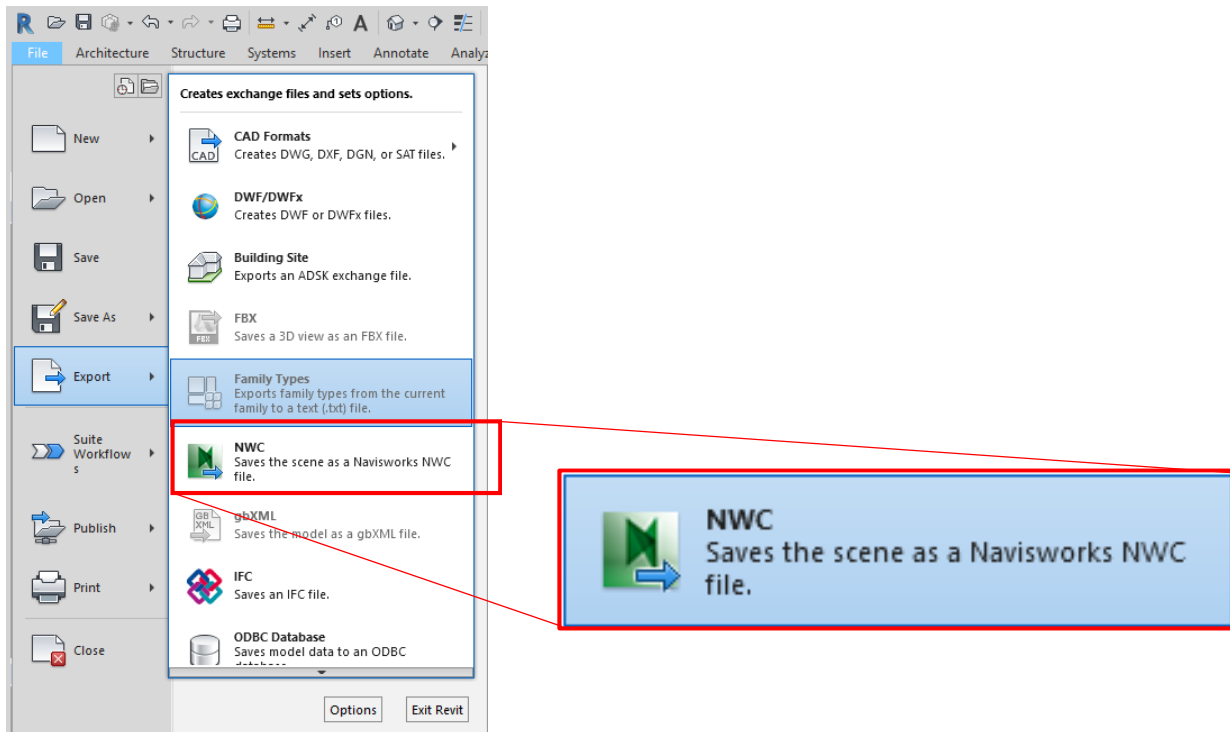 R
A
File Architecture Structure Systems Insert Annotate
Creates exchange files and sets options.
New
Open
Save
Save As
Export
Suite
Workflow
s
Publish
Print
Close
CAD
CAD Formats
Creates DWG, DXF, DGN, or SAT files.
DWF/DWFx
Creates DWF or DWFx files.
Building Site
Exports an ADSK exchange file.
FBX
FBX
Saves a 3D view as an FBX file.
Family Types
Exports family types from the current
family to a text (.txt) file.
NWC
Saves the scene as a Navisworks NWC
file.
GB
XML
gbXML
Saves the model as a gbXML file.
IFC
Saves an IFC file.
ODBC Database
Saves model data to an ODBC
Options Exit Revit
NWC
Saves the scene as a Navisworks NWC
file.